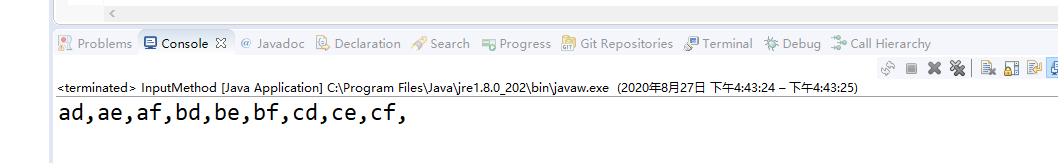 Problems Console @ Javadoc Declaration Search Progress Git Repositories Terminal Debug Call Hierarchy
<terminated> InputMethod [Java Application] C:\Program Files\Java\jre1.8.0_202\bin\javaw.exe (2020年8月27日 下午4:43:24 – 下午4:43:25)
ad,ae,af,bd,be,bf,cd,ce,cf,